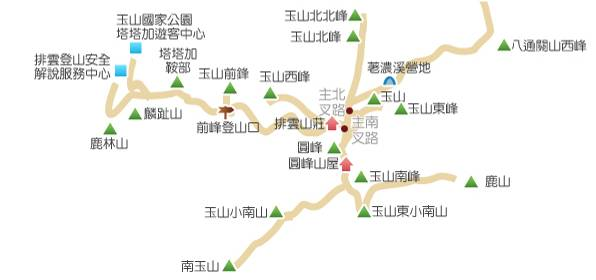 玉山北北峰
玉山國家公園
塔塔加遊客中心
玉山北峰
八通關山西峰
排雲登山安全
解說服務中心
塔塔加
鞍部
玉山前鋒
玉山西峰
荖濃溪營地
主北
叉路
玉山
玉山東峰
麟趾山
前峰登山口
排雲山莊
主南
叉路
鹿林山
圓峰
圓峰山屋
玉山南峰
鹿山
玉山小南山
玉山東小南山
南玉山